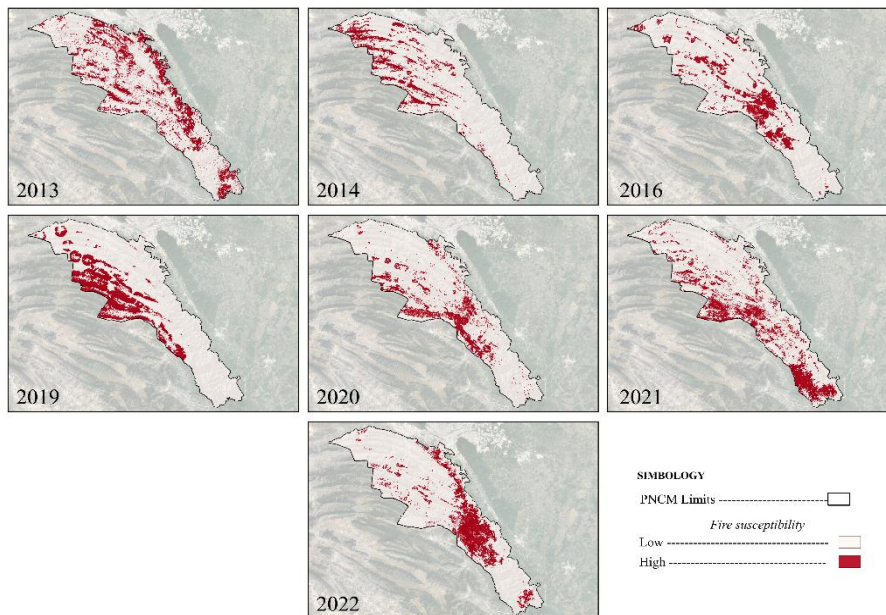 2013
2014
2016
2019
2020
2021
2022
SIMBOLOGY
PNCM Limits
Fire susceptibility
Low
High